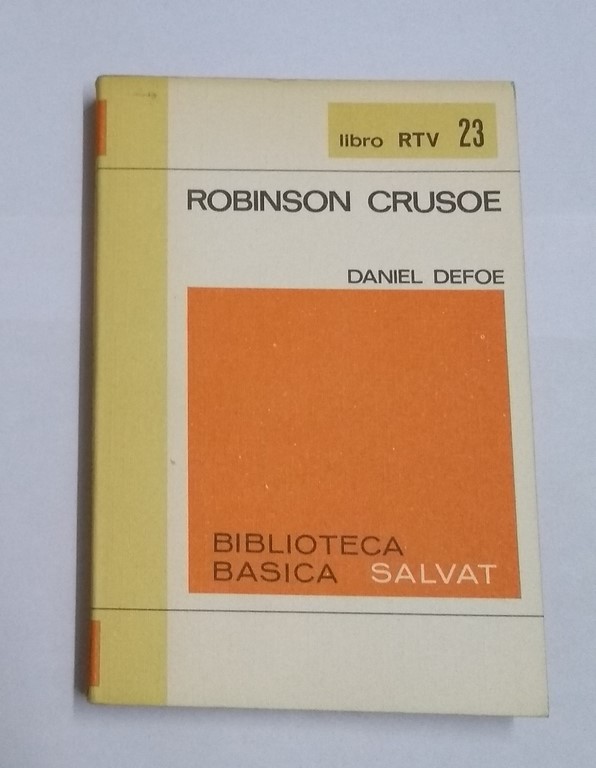 libro RTV 23
ROBINSON CRUSOE
DANIEL DEFOE
BIBLIOTECA
BASICA SALVAT